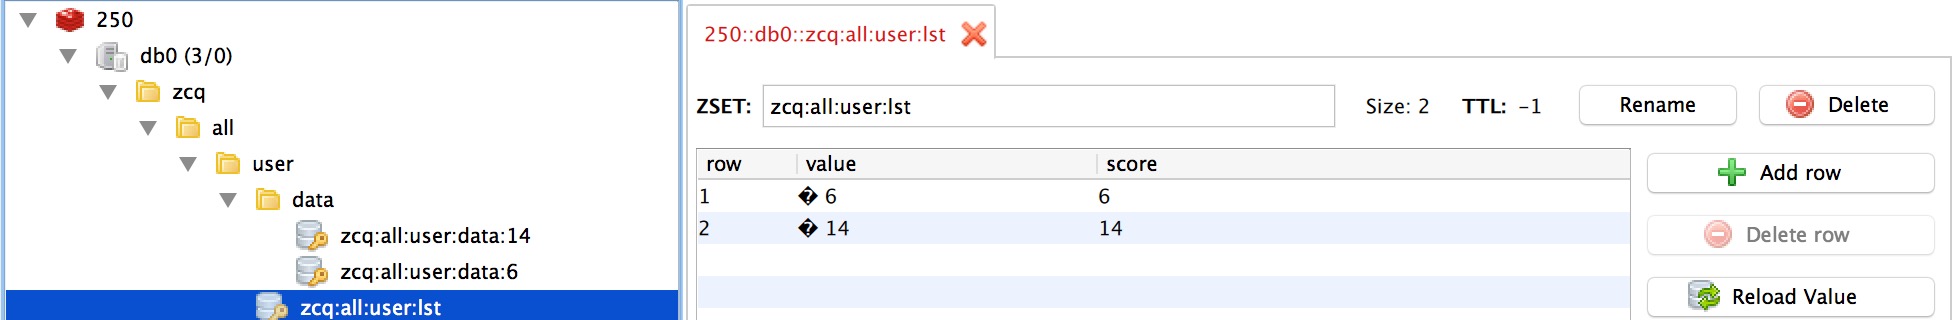 250
db0 (3/0)
zcq
all
user
data
zcq:all:user:data:14
zcq:all:user:data:6
zcq:all:user:lst
250::db0::zcq:all:user:lst
ZSET: zcq:all:user:lst Size: 2 TTL: -1 Rename Delete
row value score
1 � 6 6
2 � 14 14
Add row
Delete row
Reload Value